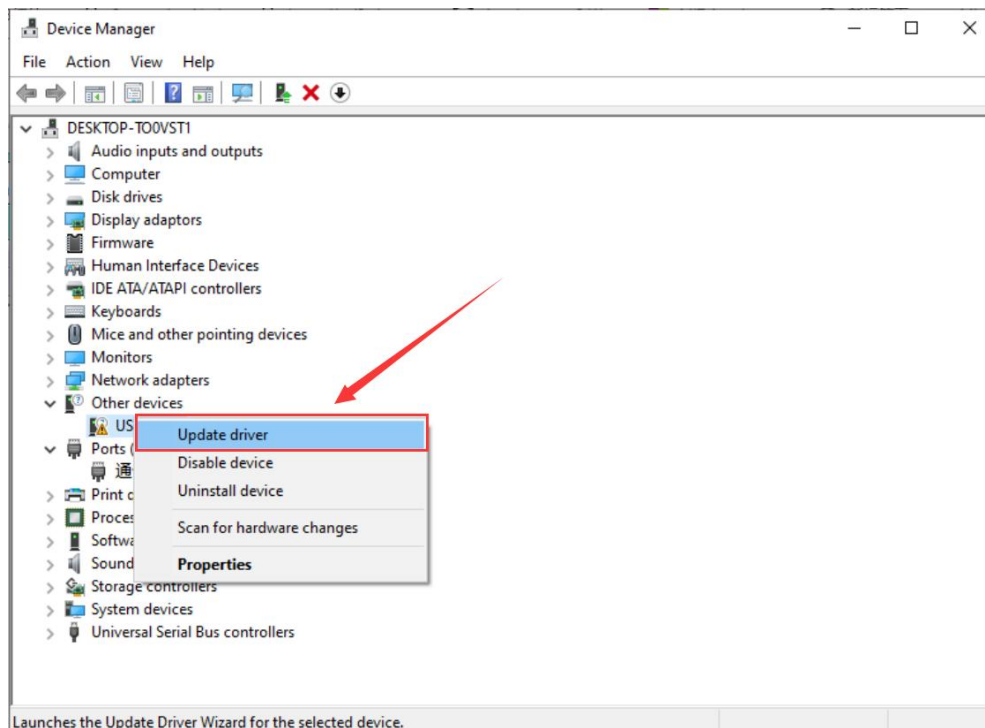 Device Manager
File Action View Help
DESKTOP-TO0VST1
Audio inputs and outputs
Computer
Disk drives
Display adaptors
Firmware
Human Interface Devices
IDE ATA/ATAPI controllers
Keyboards
Mice and other pointing devices
Monitors
Network adapters
Other devices
US
Update driver
Ports (
Disable device
通
Uninstall device
Print
Proces
Scan for hardware changes
Softwa
Sound
Properties
Storage controllers
System devices
Universal Serial Bus controllers
Launches the Update Driver Wizard for the selected device.